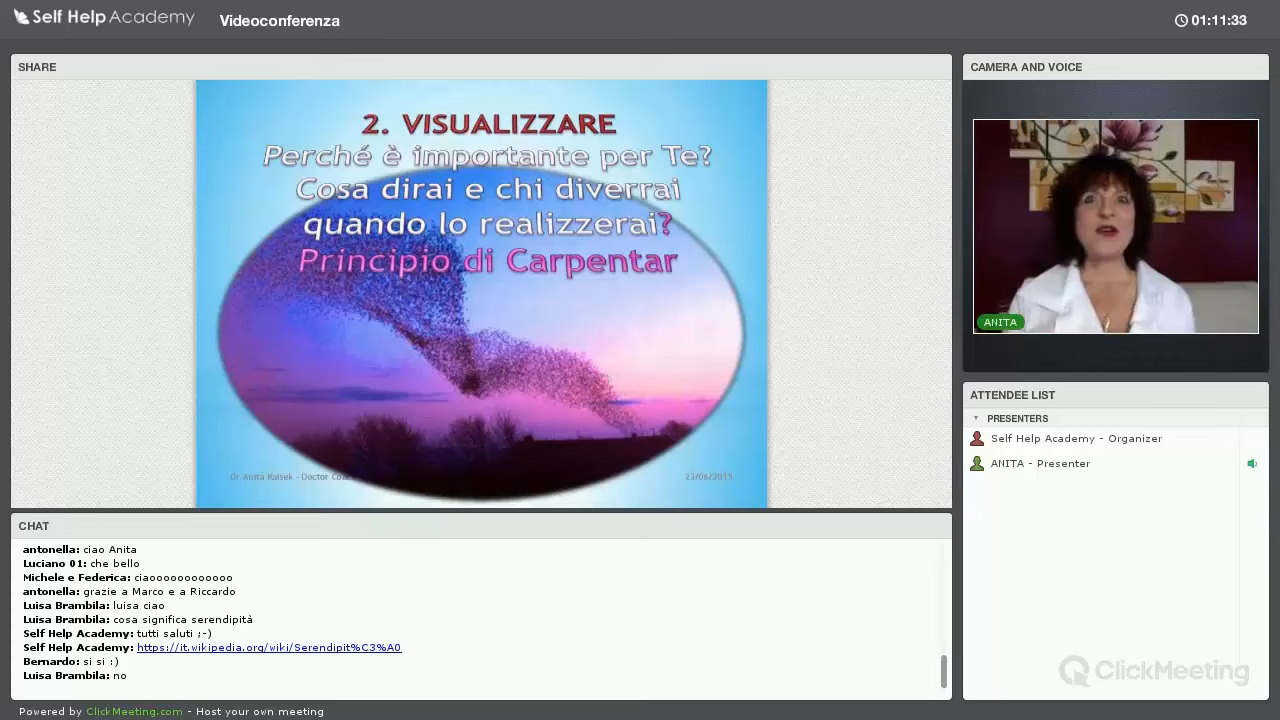 Self Help Academy
Videoconferenza
01:11:33
SHARE
2. VISUALIZZARE
Perché è importante per Te?
Cosa dirai e chi diverrai
quando lo realizzerai?
Principio di Carpentar
Dr.Anita Kalsek - Doctor
23/06/2015
CAMERA AND VOICE
ANITA
ATTENDEE LIST
PRESENTERS
Self Help Academy - Organizer
ANITA - Presenter
CHAT
antonella: ciao Anita
Luciano 01: che bello
Michele e Federica: ciaoooooooooooo
antonella: grazie a Marco e a Riccardo
Luisa Brambila: luisa ciao
Luisa Brambila: cosa significa serendipità
Self Help Academy: tutti saluti ;-)
Self Help Academy: https://it.wikipedia.org/wiki/Serendipit%C3%A0
Bernardo: si si :)
Luisa Brambila: no
ClickMeeting
Powered by ClickMeeting.com - Host your own meeting